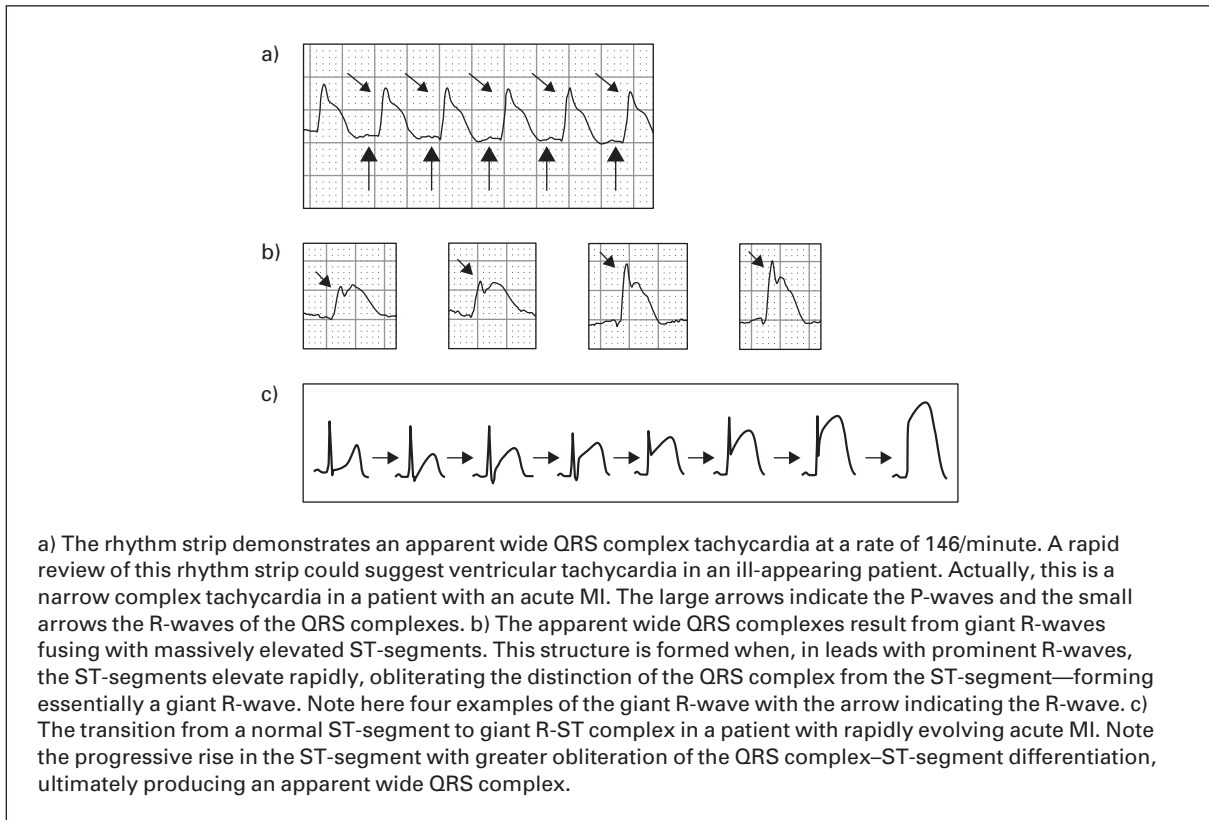 a)
b)
c)
a) The rhythm strip demonstrates an apparent wide QRS complex tachycardia at a rate of 146/minute. A rapid
review of this rhythm strip could suggest ventricular tachycardia in an ill-appearing patient. Actually, this is a
narrow complex tachycardia in a patient with an acute MI. The large arrows indicate the P-waves and the small
arrows the R-waves of the QRS complexes. b) The apparent wide QRS complexes result from giant R-waves
fusing with massively elevated ST-segments. This structure is formed when, in leads with prominent R-waves,
the ST-segments elevate rapidly, obliterating the distinction of the QRS complex from the ST-segment—forming
essentially a giant R-wave. Note here four examples of the giant R-wave with the arrow indicating the R-wave. c)
The transition from a normal ST-segment to giant R-ST complex in a patient with rapidly evolving acute MI. Note
the progressive rise in the ST-segment with greater obliteration of the QRS complex–ST-segment differentiation,
ultimately producing an apparent wide QRS complex.